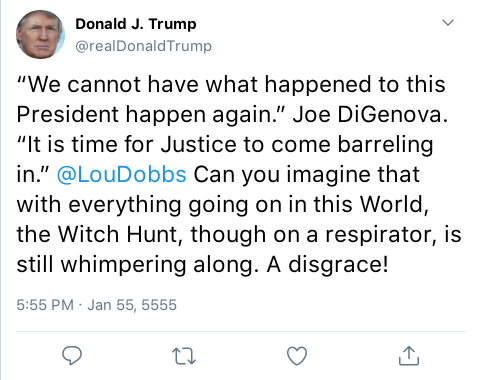 Donald J. Trump
@realDonaldTrump
“We cannot have what happened to this
President happen again.” Joe DiGenova.
“It is time for Justice to come barreling
in.” @LouDobbs Can you imagine that
with everything going on in this World,
the Witch Hunt, though on a respirator, is
still whimpering along. A disgrace!
5:55 PM · Jan 55, 5555